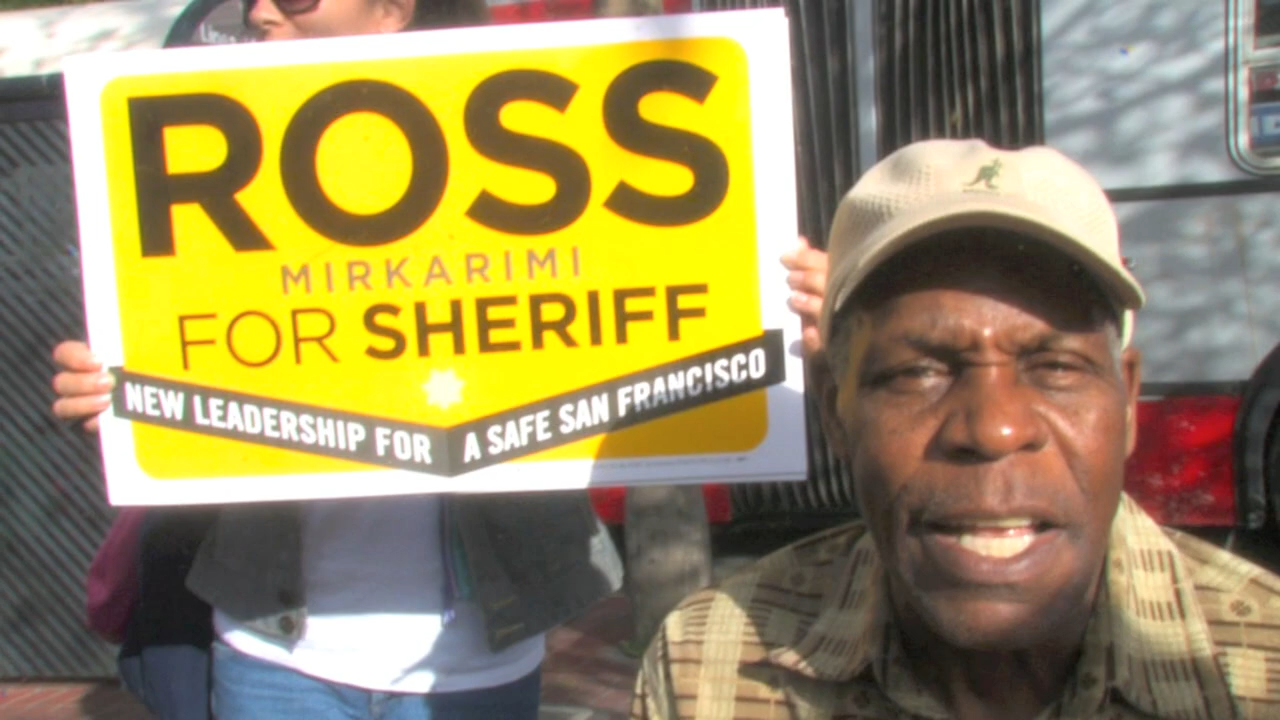 ROSS
MIRKARIMI
FOR SHERIFF
NEW LEADERSHIP FOR A SAFE SAN FRANCISCO